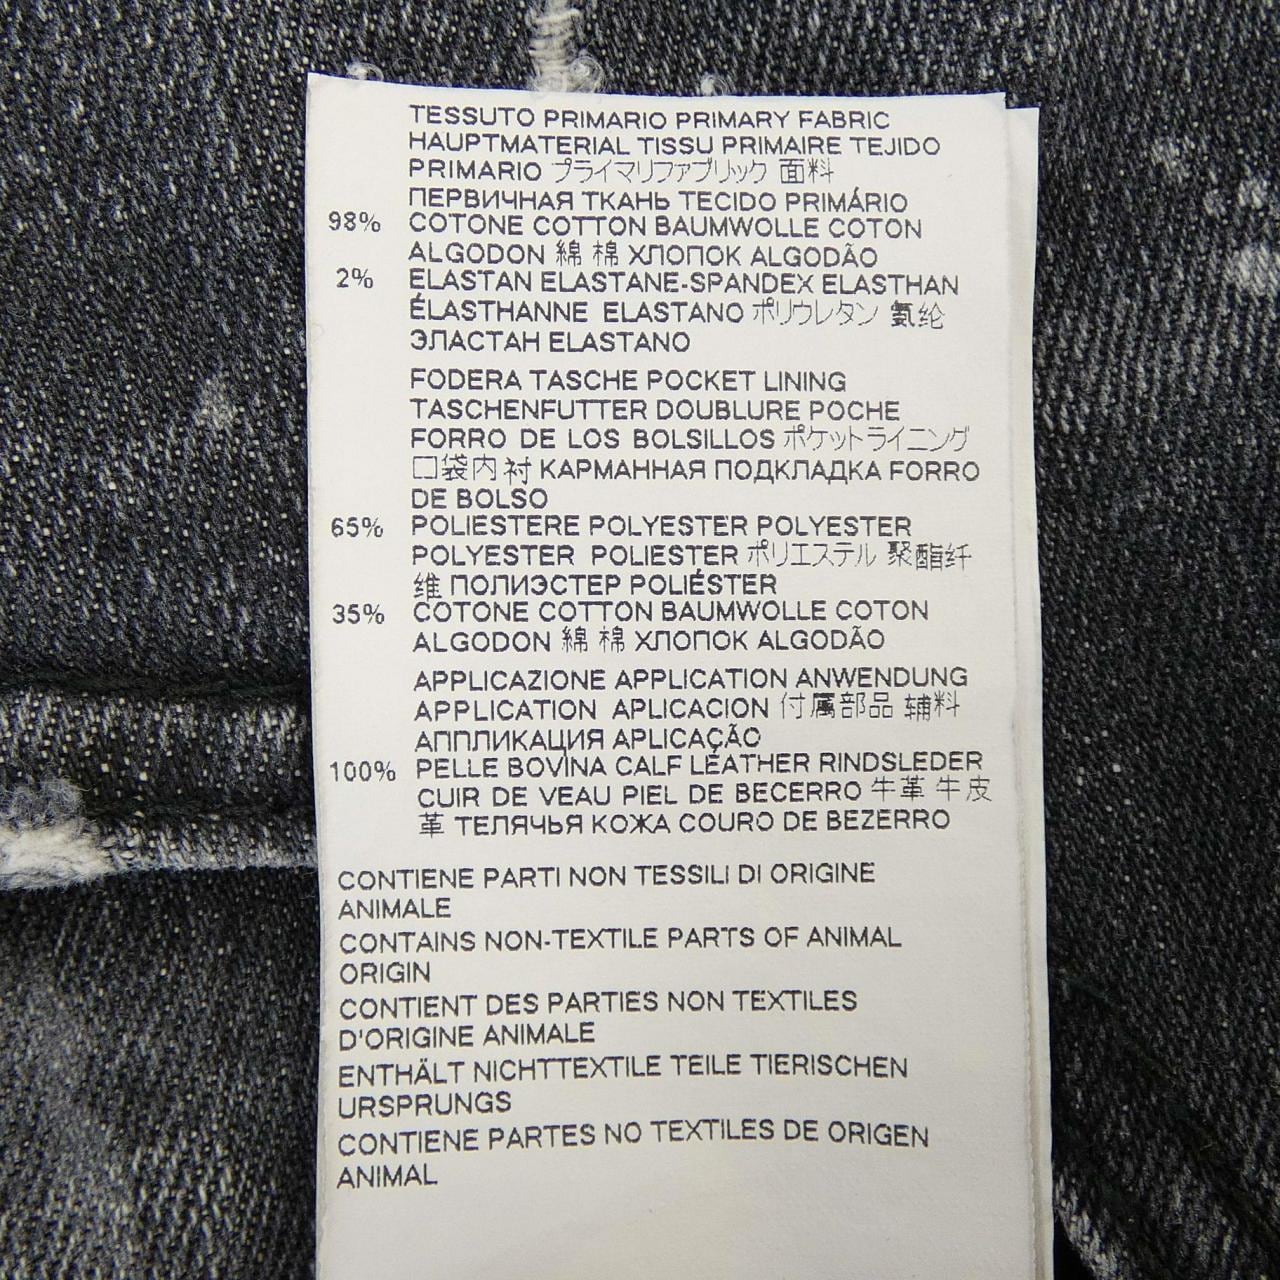 TESSUTO PRIMARIO PRIMARY FABRIC
HAUPTMATERIAL TISSU PRIMAIRE TEJIDO
PRIMARIO プライマリファブリック 面料
ПЕРВИЧНАЯ ТКАНЬ TECIDO PRIMÁRIO
98% COTONE COTTON BAUMWOLLE COTON
ALGODON 綿 棉 ХЛОПОК ALGODÃO
2% ELASTAN ELASTANE-SPANDEX ELASTHAN
ÉLASTHANNE ELASTANO ポリウレタン 氨纶
ЭЛАСТАН ELASTANO
FODERA TASCHE POCKET LINING
TASCHENFUTTER DOUBLURE POCHE
FORRO DE LOS BOLSILLOS ポケットライニング
口袋内衬 КАРМАННАЯ ПОДКЛАДКА FORRO
DE BOLSO
65% POLIESTERE POLYESTER POLYESTER
POLYESTER POLIESTER ポリエステル 聚酯纤
维 ПОЛИЭСТЕР POLIÉSTER
35% COTONE COTTON BAUMWOLLE COTON
ALGODON 綿 棉 ХЛОПОК ALGODÃO
APPLICAZIONE APPLICATION ANWENDUNG
APPLICATION APLICACION 付属部品 辅料
АППЛИКАЦИЯ APLICAÇÃO
100% PELLE BOVINA CALF LEATHER RINDSLEDER
CUIR DE VEAU PIEL DE BECERRO 牛革 牛皮
革 ТЕЛЯЧЬЯ КОЖА COURO DE BEZERRO
CONTIENE PARTI NON TESSILI DI ORIGINE
ANIMALE
CONTAINS NON-TEXTILE PARTS OF ANIMAL
ORIGIN
CONTIENT DES PARTIES NON TEXTILES
D'ORIGINE ANIMALE
ENTHÄLT NICHTTEXTILE TEILE TIERISCHEN
URSPRUNGS
CONTIENE PARTES NO TEXTILES DE ORIGEN
ANIMAL